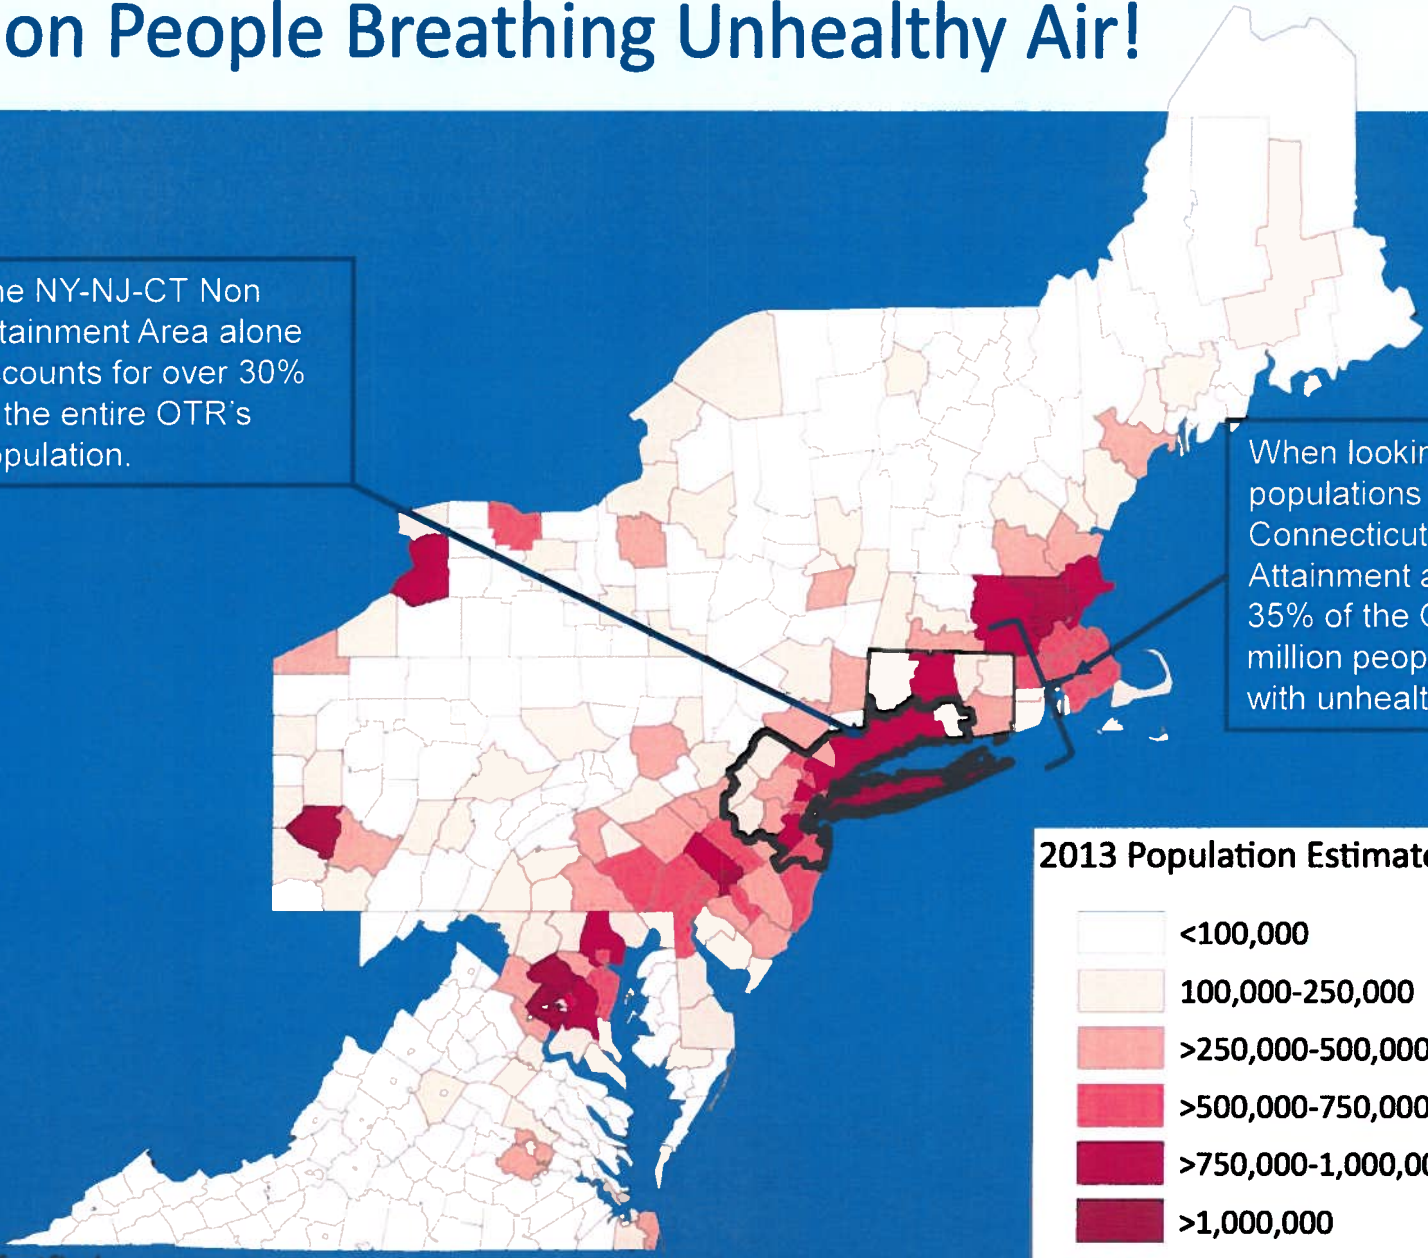 on People Breathing Unhealthy Air!
he NY-NJ-CT Non
tainment Area alone
counts for over 30%
the entire OTR's
pulation.
When lookin
populations
Connecticut
Attainment a
35% of the O
million peop
with unhealt
2013 Population Estimate
<100,000
100,000-250,000
>250,000-500,000
>500,000-750,000
>750,000-1,000,00
>1,000,000